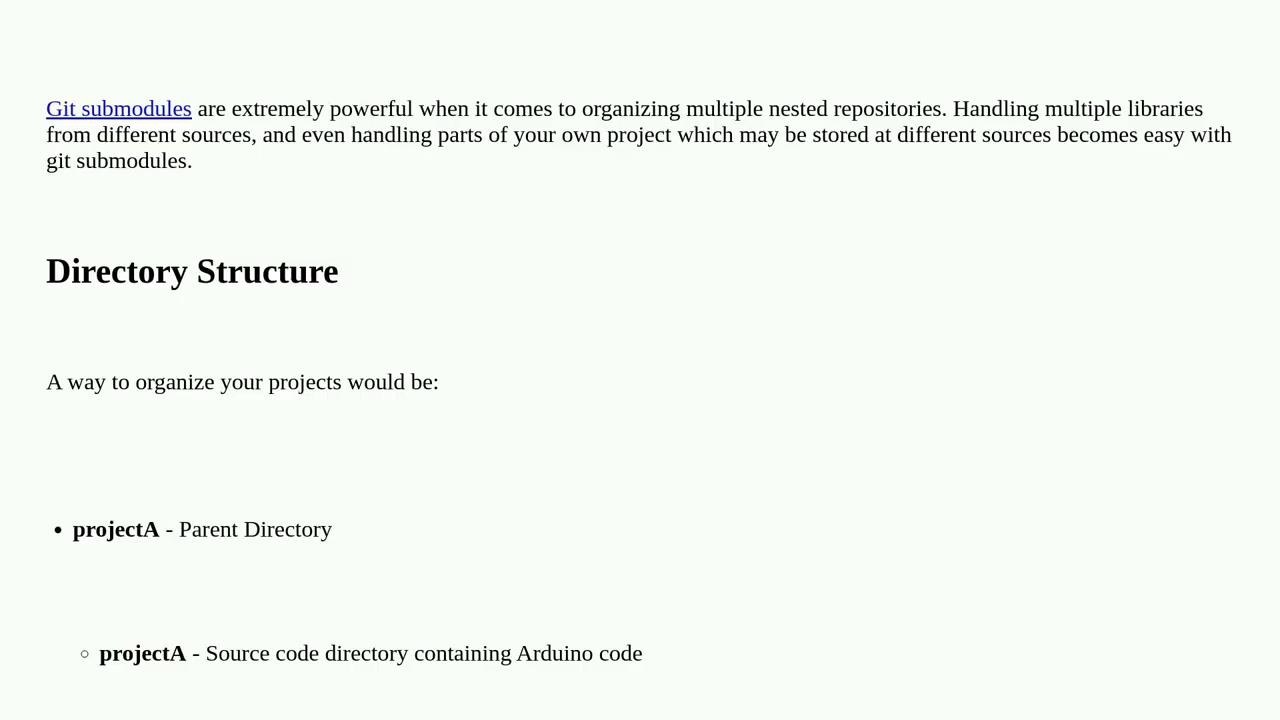 Git submodules are extremely powerful when it comes to organizing multiple nested repositories. Handling multiple libraries
from different sources, and even handling parts of your own project which may be stored at different sources becomes easy with
git submodules.
Directory Structure
A way to organize your projects would be:
• projectA - Parent Directory
○ projectA - Source code directory containing Arduino code